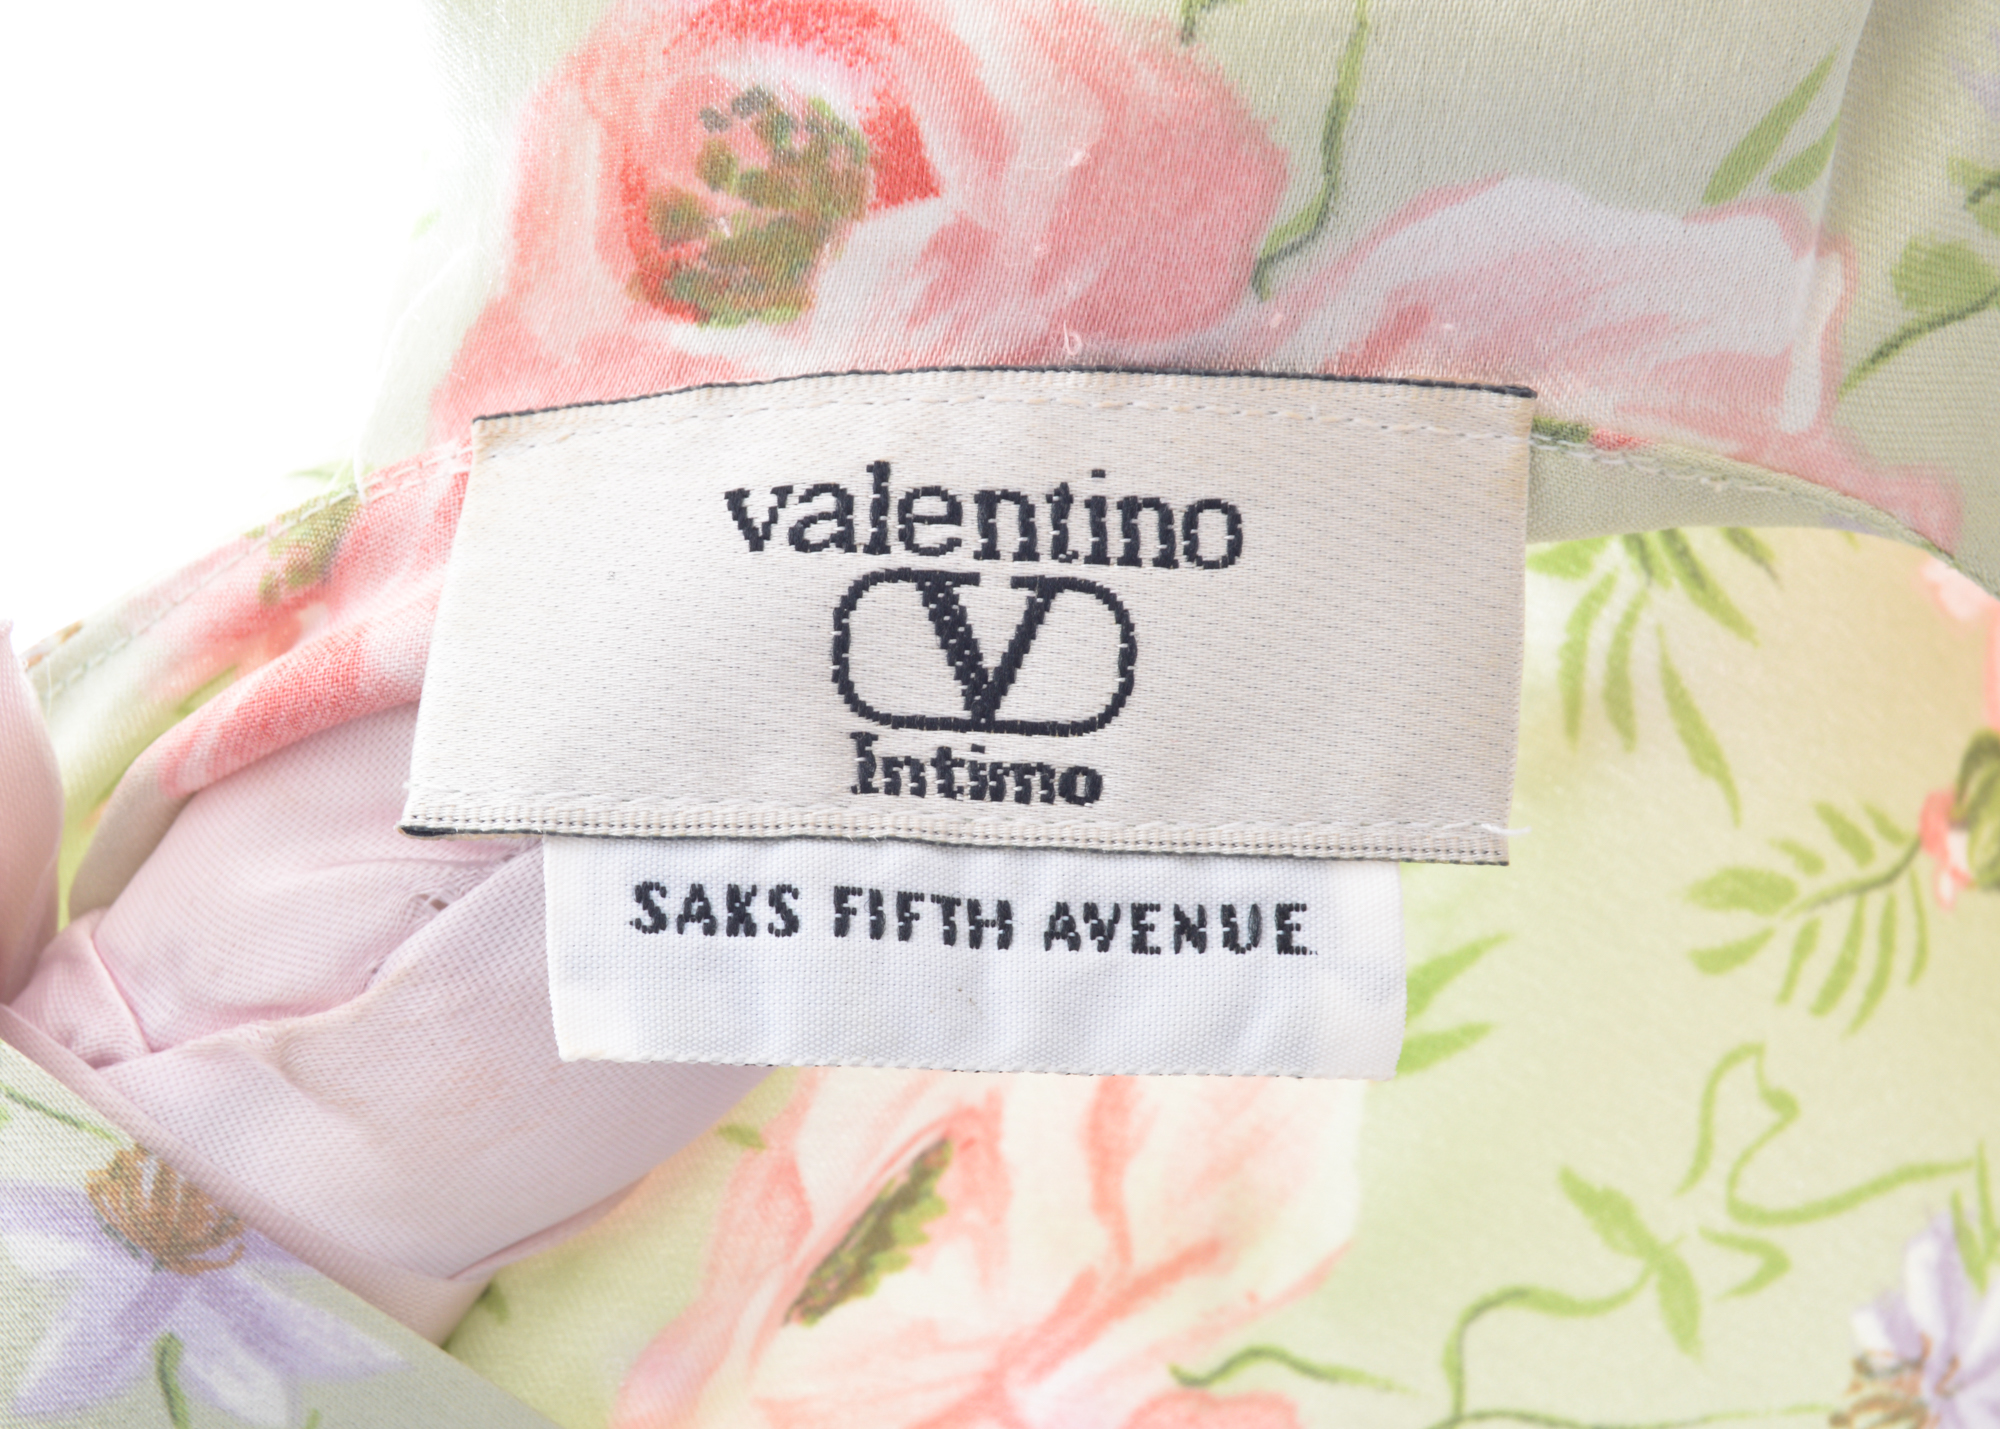 valentino
V
Intimo
SAKS FIFTH AVENUE